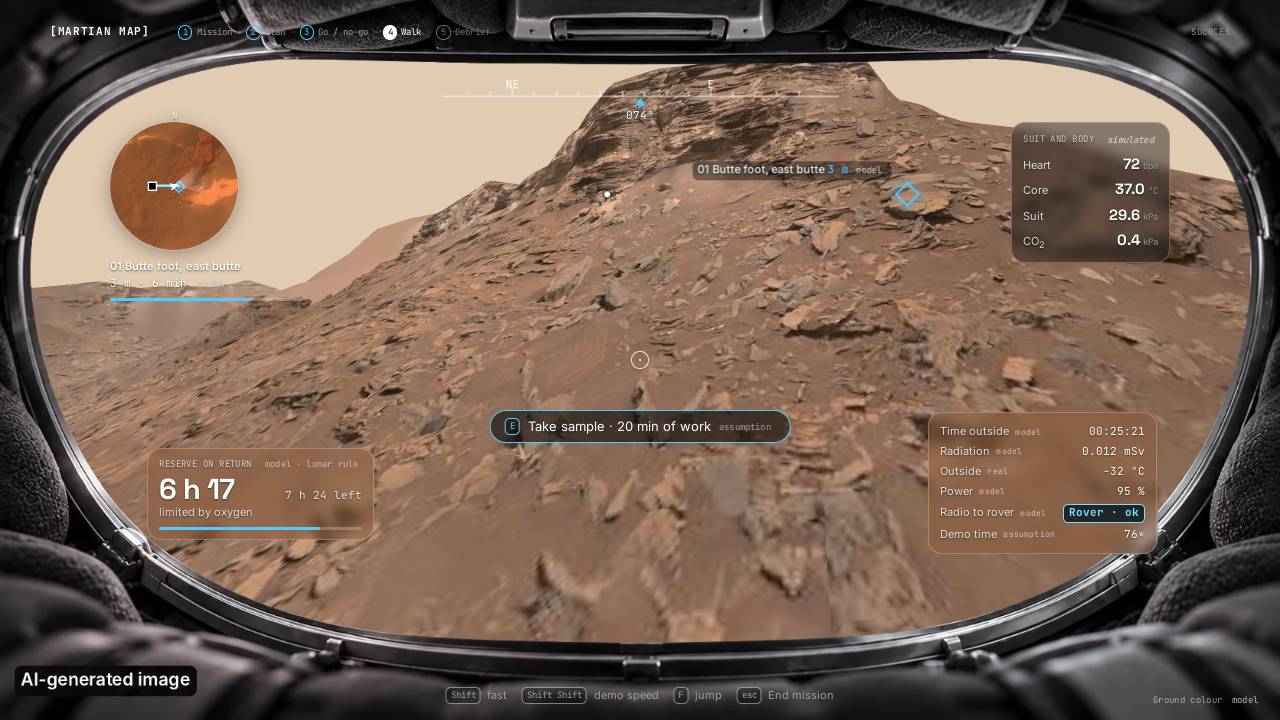 [MARTIAN MAP]
1 Mission
2 Plan
3 Go / no-go
4 Walk
5 Debrief
SOURCES
NE
E
074°
N
01 Butte foot, east butte
3 m · 6 min
01 Butte foot, east butte 3 m model
SUIT AND BODY simulated
Heart 72 bpm
Core 37.0 °C
Suit 29.6 kPa
CO2 0.4 kPa
E Take sample · 20 min of work assumption
RESERVE ON RETURN model · lunar rule
6 h 17 7 h 24 left
limited by oxygen
Time outside model 00:25:21
Radiation model 0.012 mSv
Outside real -32 °C
Power model 95 %
Radio to rover model Rover · ok
Demo time assumption 76×
AI-generated image
Shift fast Shift Shift demo speed F jump esc End mission
Ground colour model